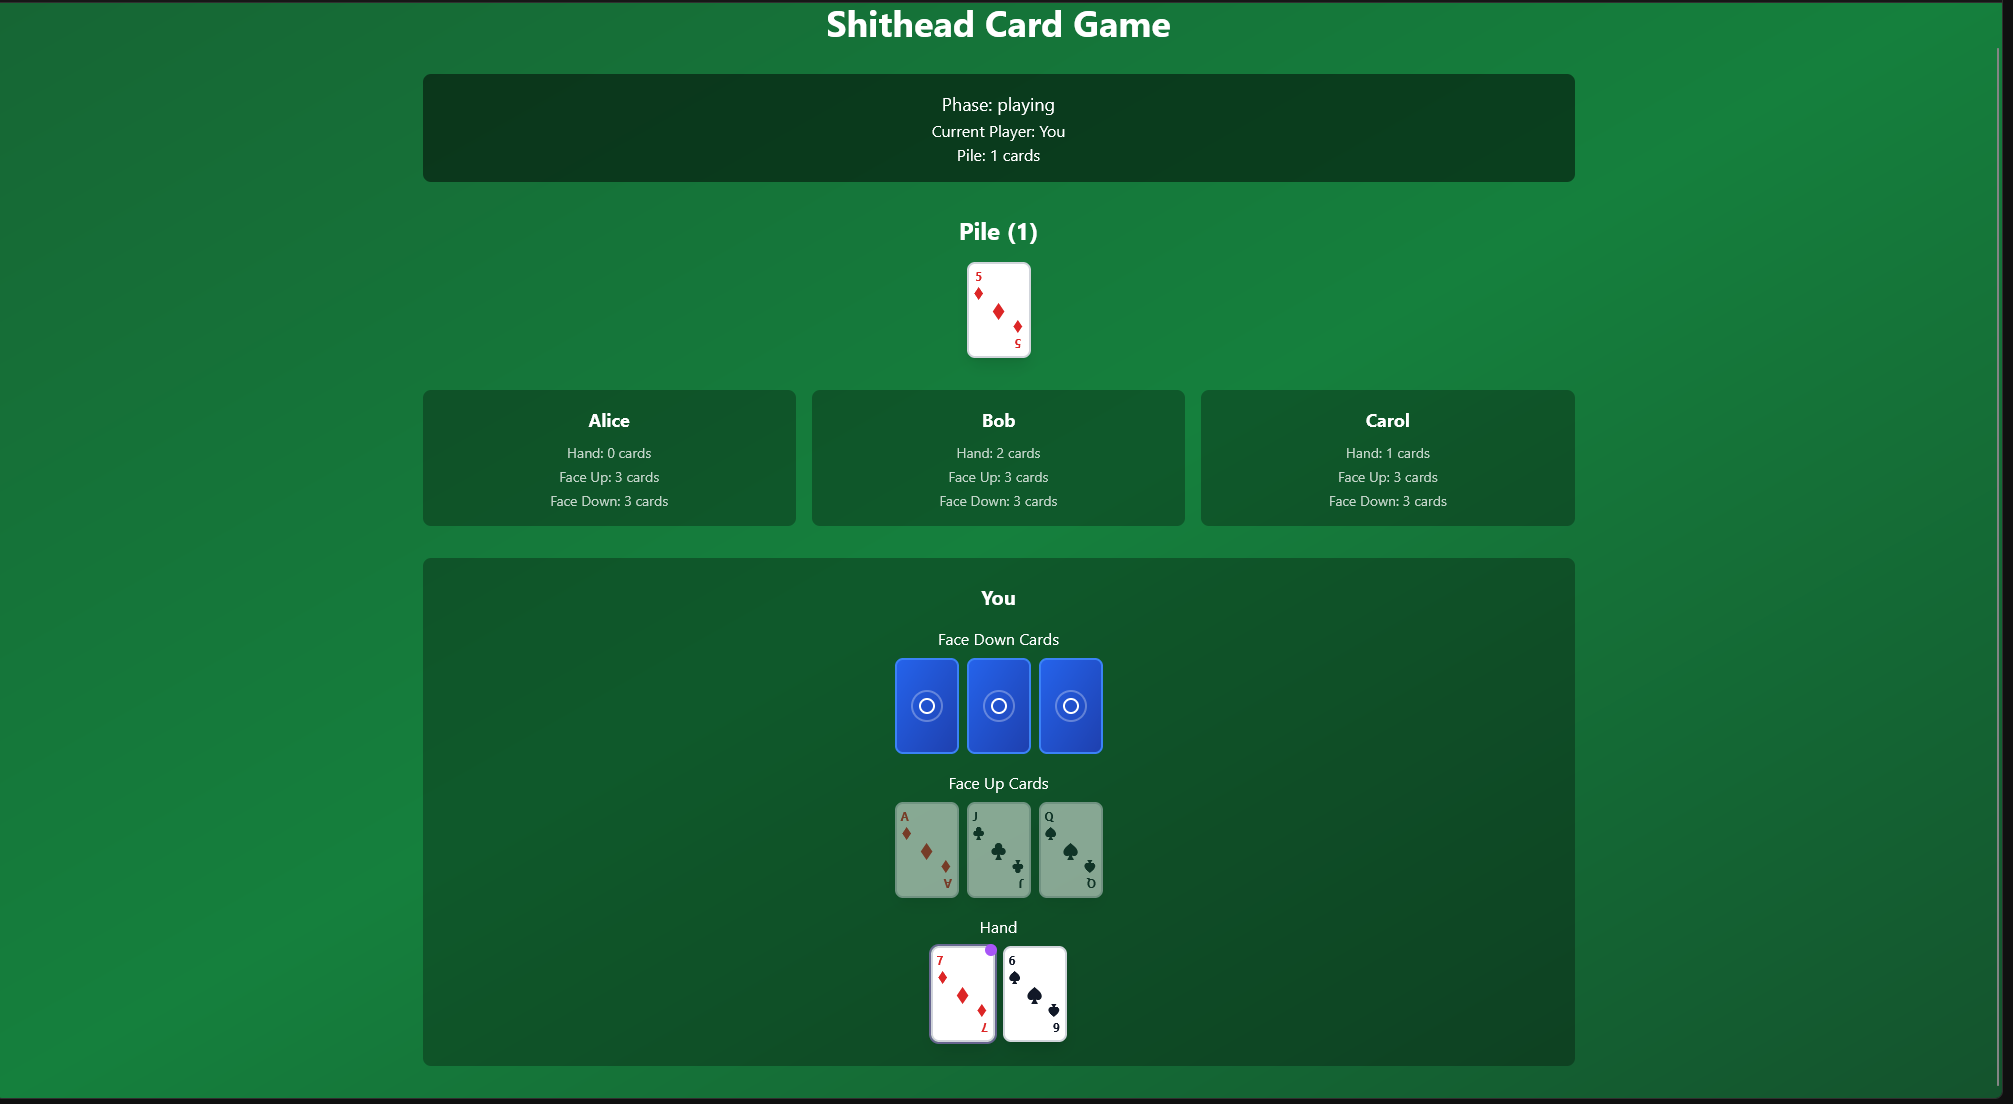 Shithead Card Game
Phase: playing
Current Player: You
Pile: 1 cards
Pile (1)
5
5
Alice
Hand: 0 cards
Face Up: 3 cards
Face Down: 3 cards
Bob
Hand: 2 cards
Face Up: 3 cards
Face Down: 3 cards
Carol
Hand: 1 cards
Face Up: 3 cards
Face Down: 3 cards
You
Face Down Cards
Face Up Cards
A J Q
A J Q
Hand
7 6
7 6